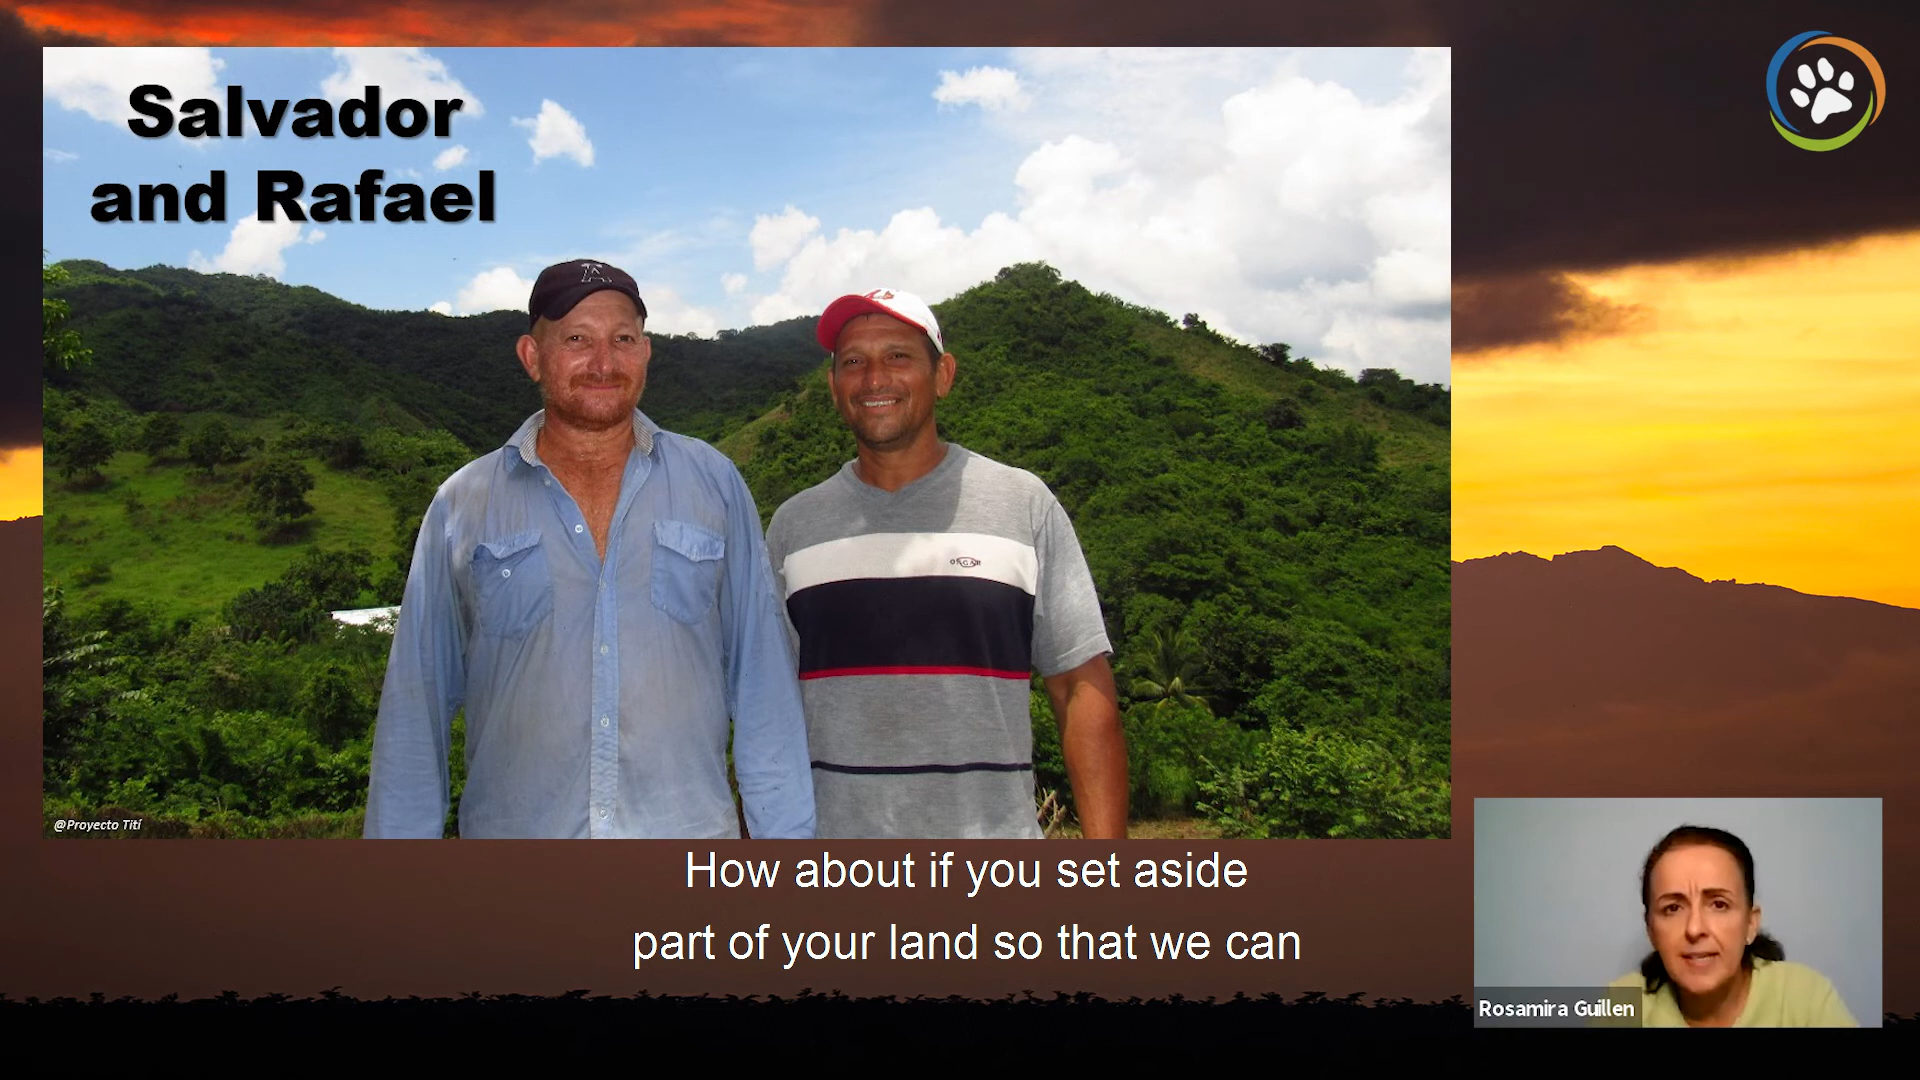 Salvador
and Rafael
@Proyecto Tití
How about if you set aside
part of your land so that we can
Rosamira Guillen